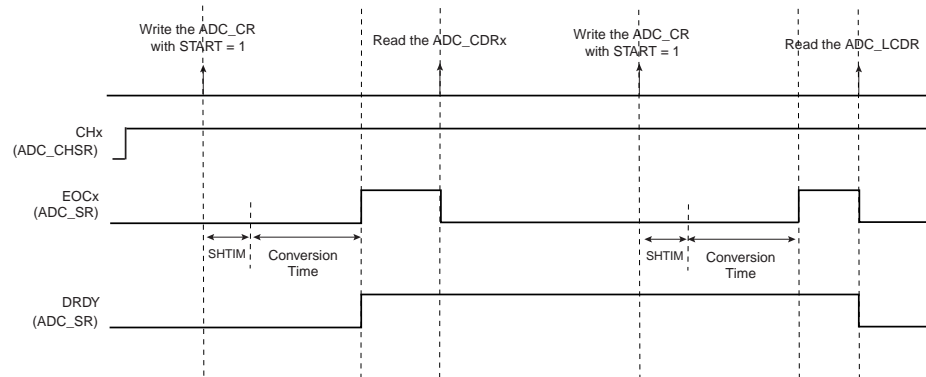 Write the ADC_CR
with START = 1
Read the ADC_CDRx
Write the ADC_CR
with START = 1
Read the ADC_LCDR
CHx
(ADC_CHSR)
EOCx
(ADC_SR)
SHTIM
Conversion
Time
SHTIM
Conversion
Time
DRDY
(ADC_SR)